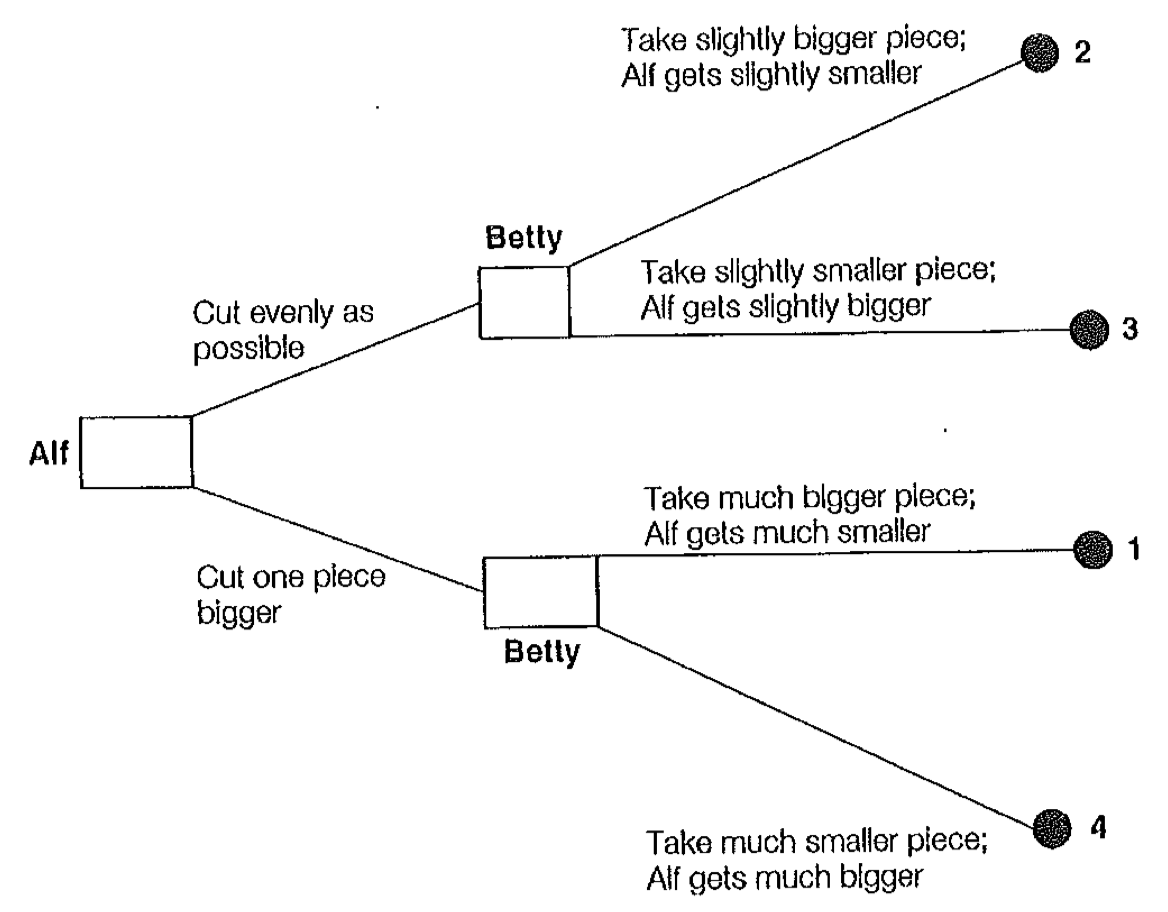 Take slightly bigger piece;
Alf gets slightly smaller
2
Betty
Take slightly smaller piece;
Alf gets slightly bigger
3
Cut evenly as
possible
Alf
Take much bigger piece;
Alf gets much smaller
1
Cut one piece
bigger
Betty
4
Take much smaller piece;
Alf gets much bigger